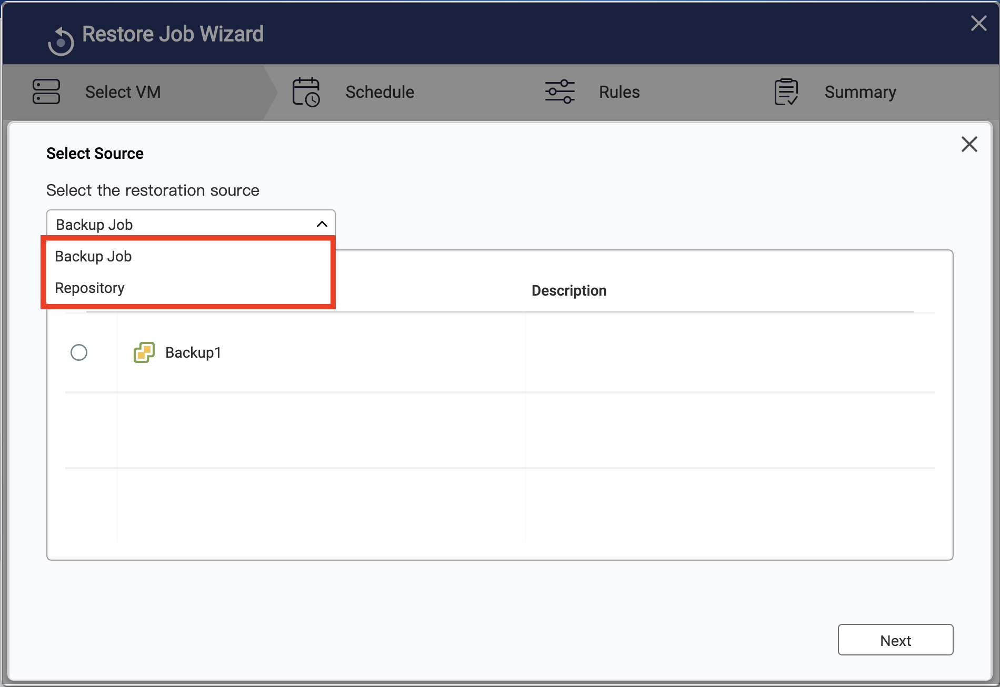 Restore Job Wizard
Select VM
Schedule
Rules
Summary
Select Source
Select the restoration source
Backup Job
Backup Job
Repository
Description
Backup1
Next